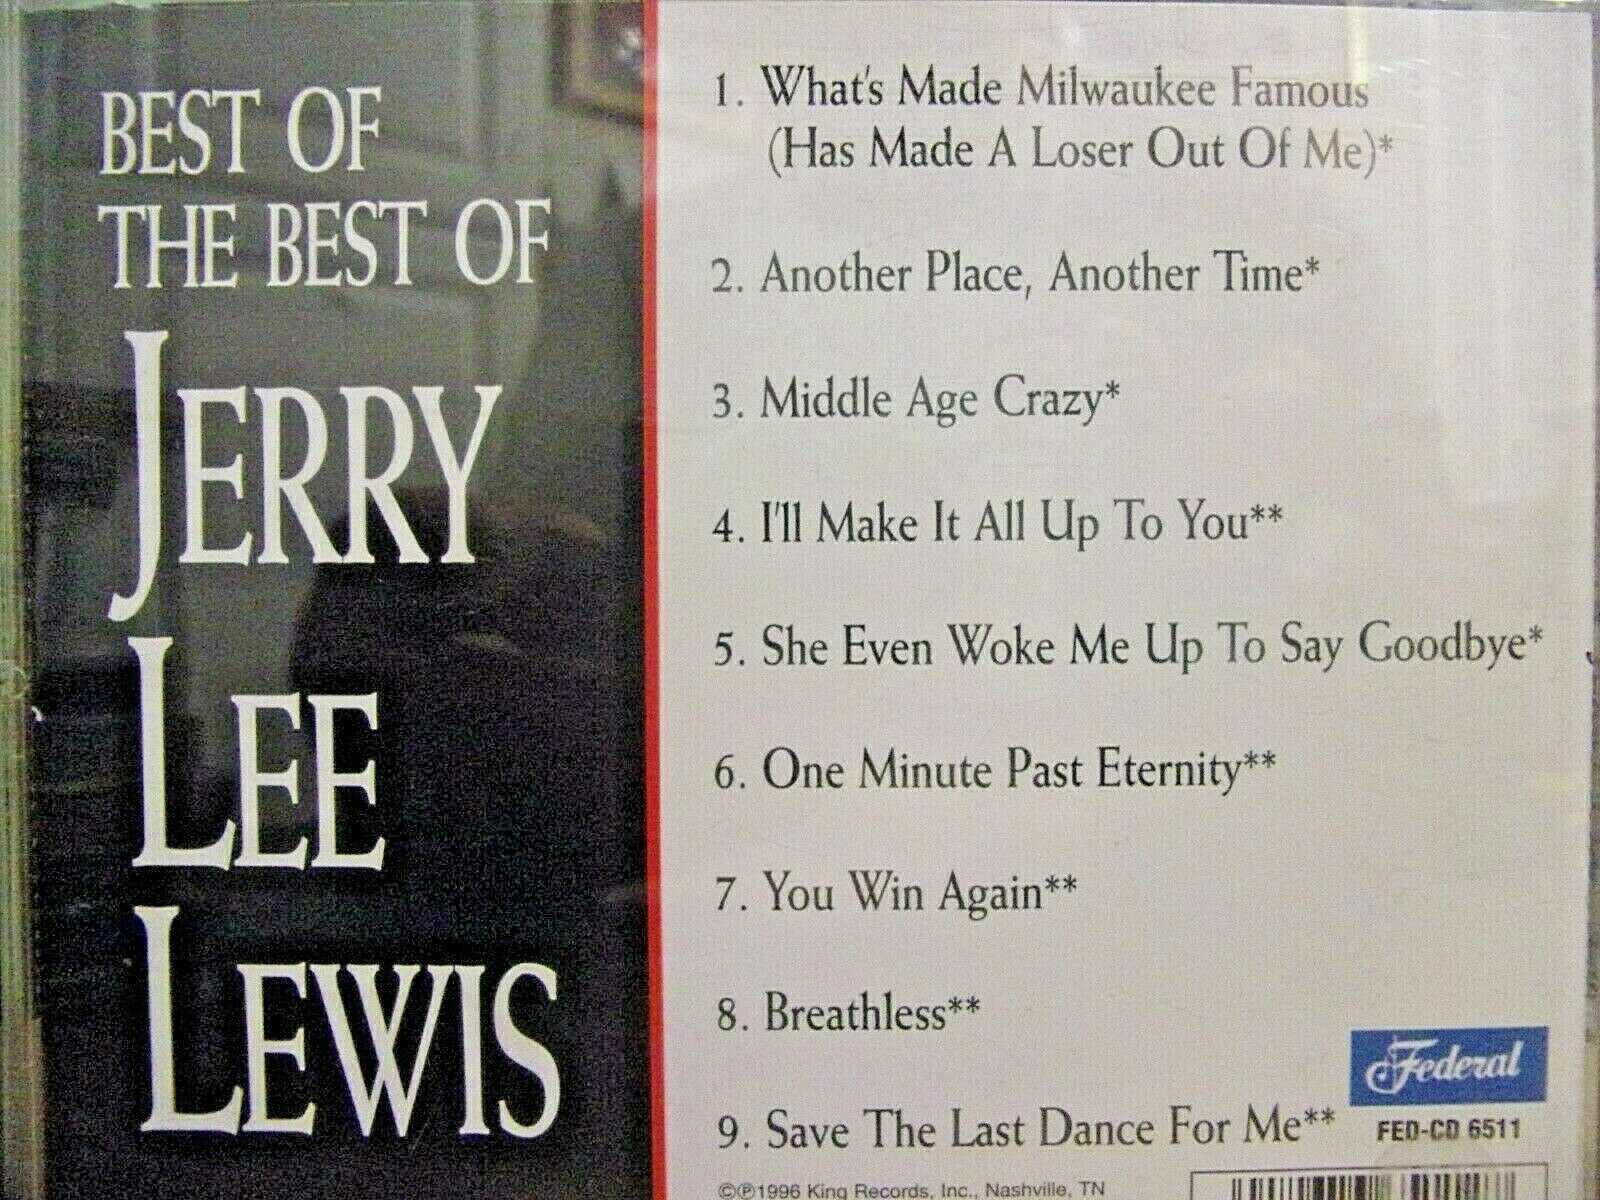 BEST OF
THE BEST OF
JERRY
LEE
LEWIS
1. What's Made Milwaukee Famous
(Has Made A Loser Out Of Me)*
2. Another Place, Another Time*
3. Middle Age Crazy*
4. I'll Make It All Up To You**
5. She Even Woke Me Up To Say Goodbye*
6. One Minute Past Eternity**
7. You Win Again**
8. Breathless**
9. Save The Last Dance For Me**
Federal
FED-CD 6511
©℗1996 King Records, Inc., Nashville, TN